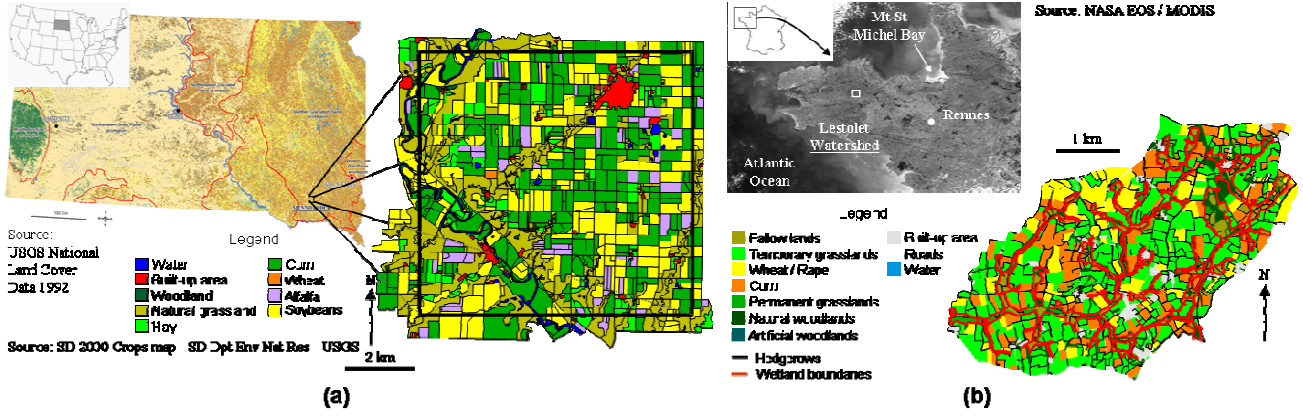 Source:
USGS National
Land Cover
Data 1992
100 km
Legend
Water
Built-up area
Woodland
Natural grassland
Hay
Corn
Wheat
Alfalfa
Soybeans
N
2 km
Source: SD 2000 Crops map SD Dpt Env Nat Res USGS
(a)
Mt St
Michel Bay
Rennes
Lestolet
Watershed
Atlantic
Ocean
Source: NASA EOS / MODIS
1 km
Legend
Fallow lands
Temporary grasslands
Wheat / Rape
Corn
Permanent grasslands
Natural woodlands
Artificial woodlands
Hedgerows
Wetland boundaries
Built-up area
Roads
Water
N
(b)